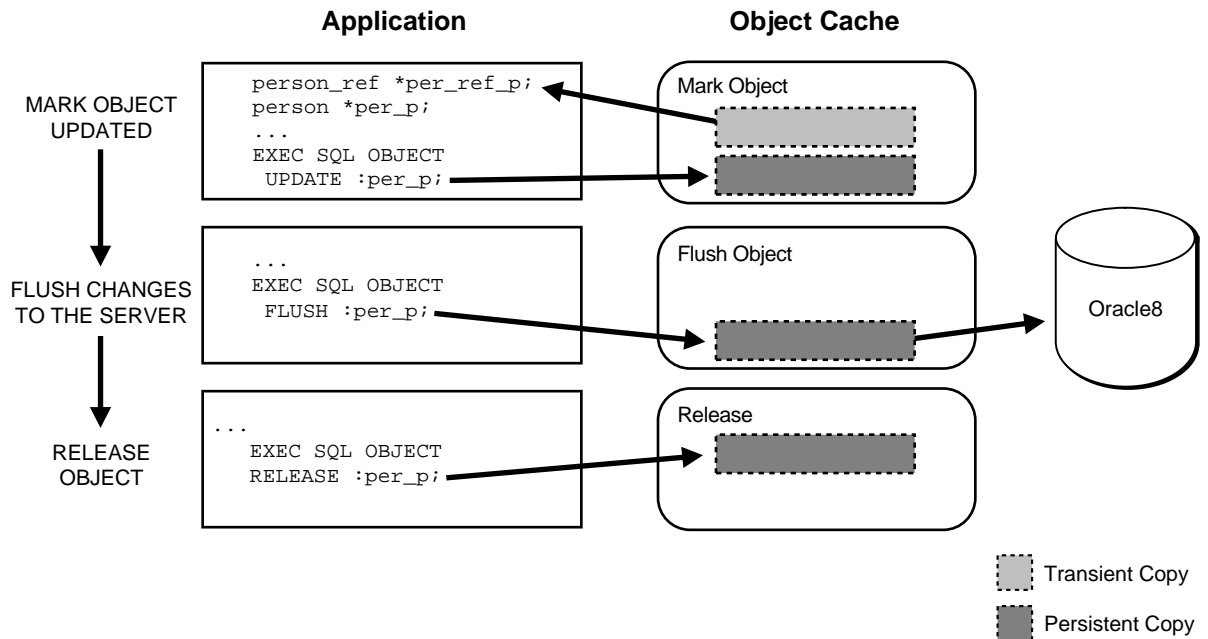 Application
Object Cache
MARK OBJECT
UPDATED
person_ref *per_ref_p;
person *per_p;
...
EXEC SQL OBJECT
UPDATE :per_p;
Mark Object
FLUSH CHANGES
TO THE SERVER
...
EXEC SQL OBJECT
FLUSH :per_p;
Flush Object
Oracle8
RELEASE
OBJECT
...
EXEC SQL OBJECT
RELEASE :per_p;
Release
Transient Copy
Persistent Copy